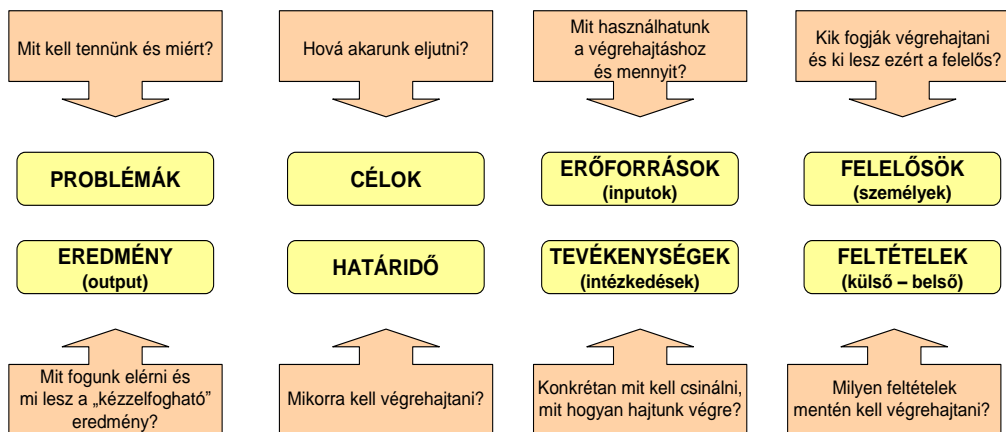 Mit kell tennünk és miért?
Hová akarunk eljutni?
Mit használhatunk
a végrehajtáshoz
és mennyit?
Kik fogják végrehajtani
és ki lesz ezért a felelős?
PROBLÉMÁK
CÉLOK
ERŐFORRÁSOK
(inputok)
FELELŐSÖK
(személyek)
EREDMÉNY
(output)
HATÁRIDŐ
TEVÉKENYSÉGEK
(intézkedések)
FELTÉTELEK
(külső – belső)
Mit fogunk elérni és
mi lesz a „kézzelfogható”
eredmény?
Mikorra kell végrehajtani?
Konkrétan mit kell csinálni,
mit hogyan hajtunk végre?
Milyen feltételek
mentén kell végrehajtani?